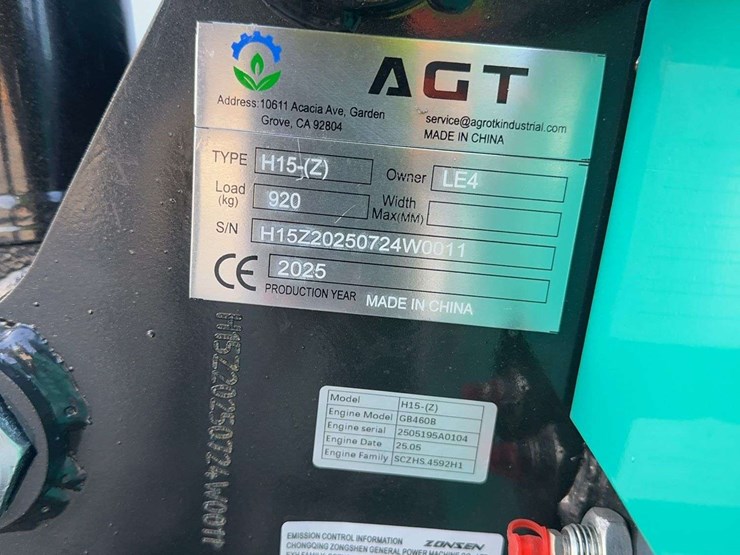 AGT
Address:10611 Acacia Ave, Garden
Grove, CA 92804
service@agrotkindustrial.com
MADE IN CHINA
TYPE H15-(Z) Owner LE4
Load (kg) 920 Width Max(MM)
S/N H15Z20250724W0011
CE 2025
PRODUCTION YEAR MADE IN CHINA
H15Z20250724W0011
Model H15-(Z)
Engine Model GB460B
Engine serial 2505195A0104
Engine Date 25.05
Engine Family SCZHS.4592H1
EMISSION CONTROL INFORMATION ZONSEN
CHONGQING ZONGSHEN GENERAL POWER MACHINE